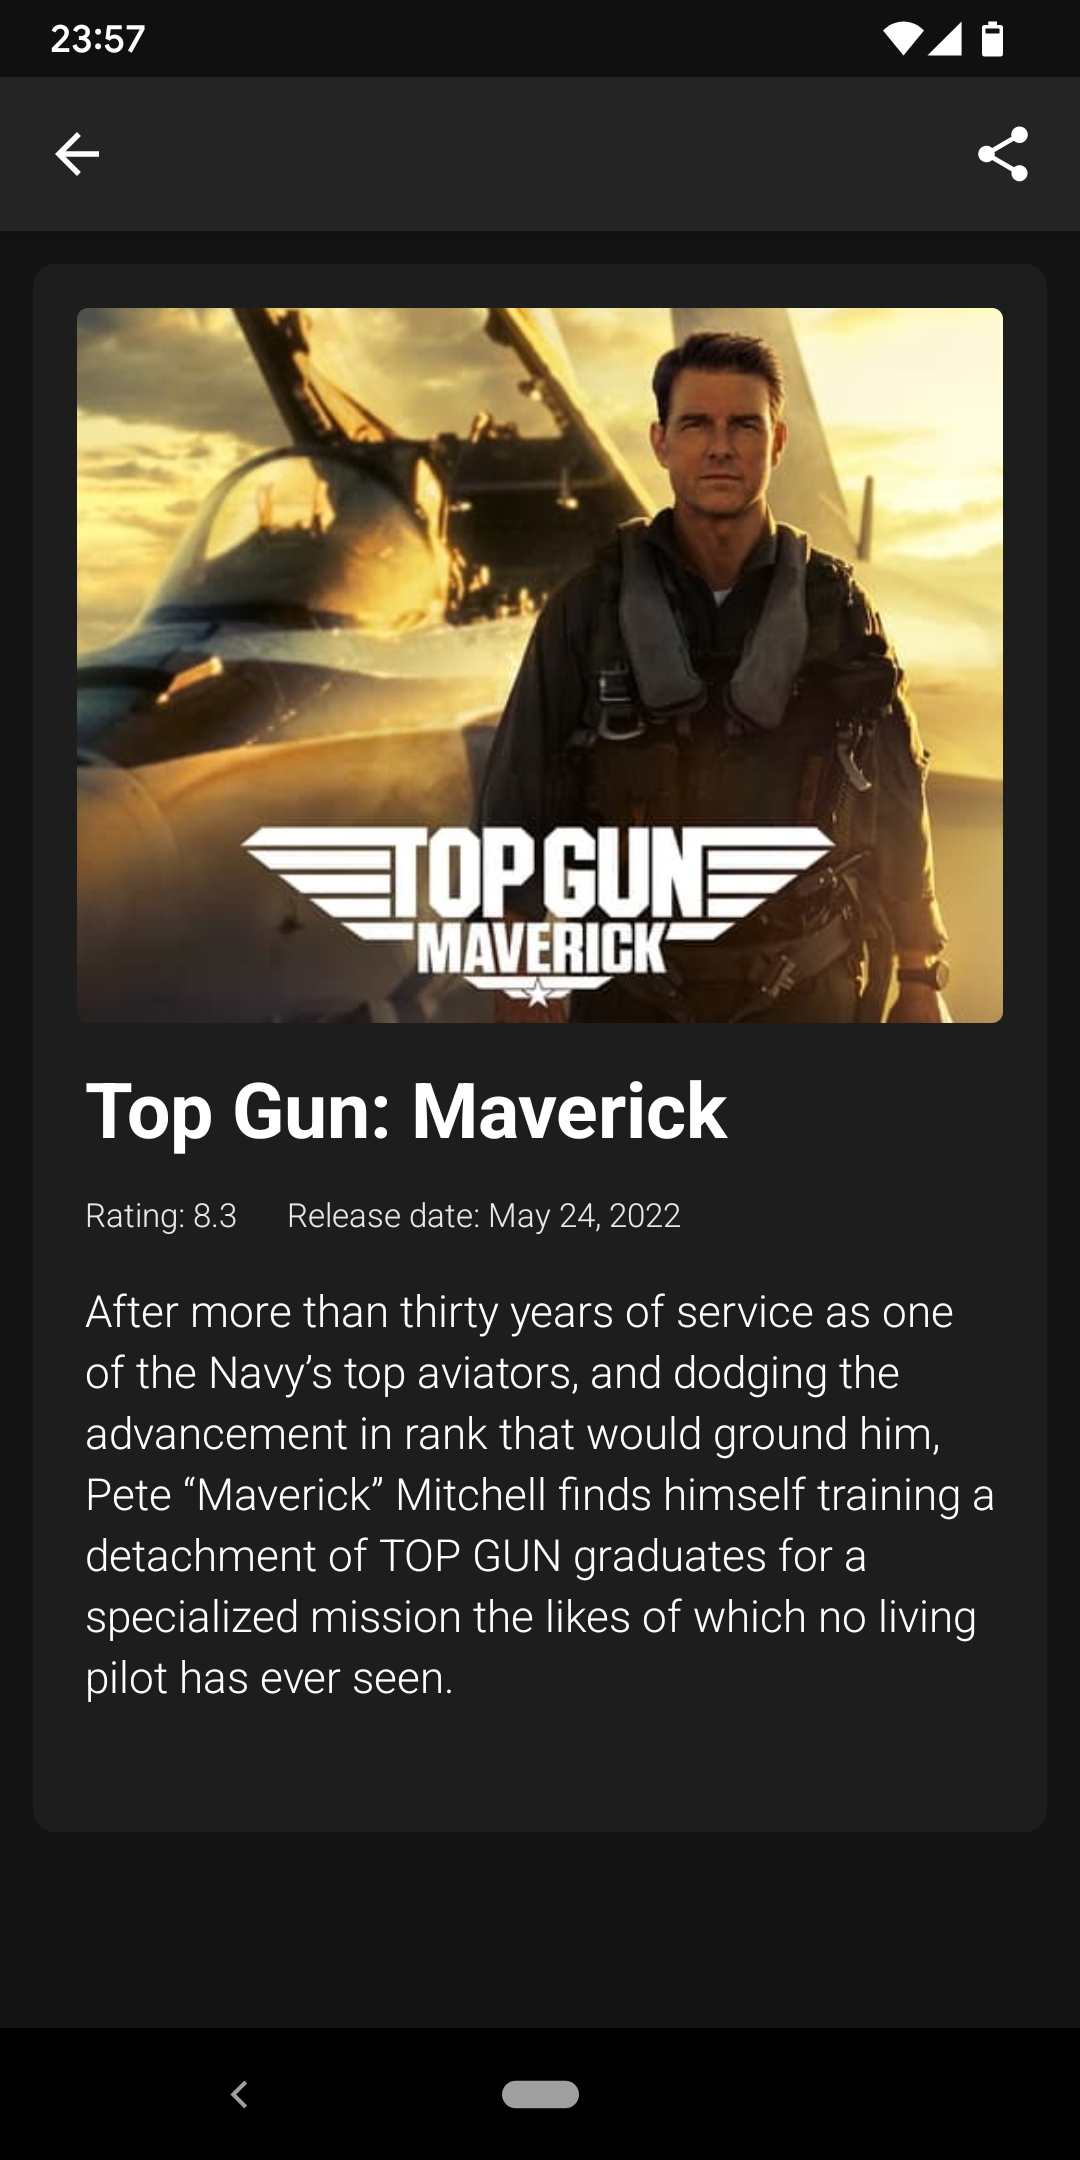 23:57
TOP GUN
MAVERICK
Top Gun: Maverick
Rating: 8.3 Release date: May 24, 2022
After more than thirty years of service as one
of the Navy’s top aviators, and dodging the
advancement in rank that would ground him,
Pete “Maverick” Mitchell finds himself training a
detachment of TOP GUN graduates for a
specialized mission the likes of which no living
pilot has ever seen.